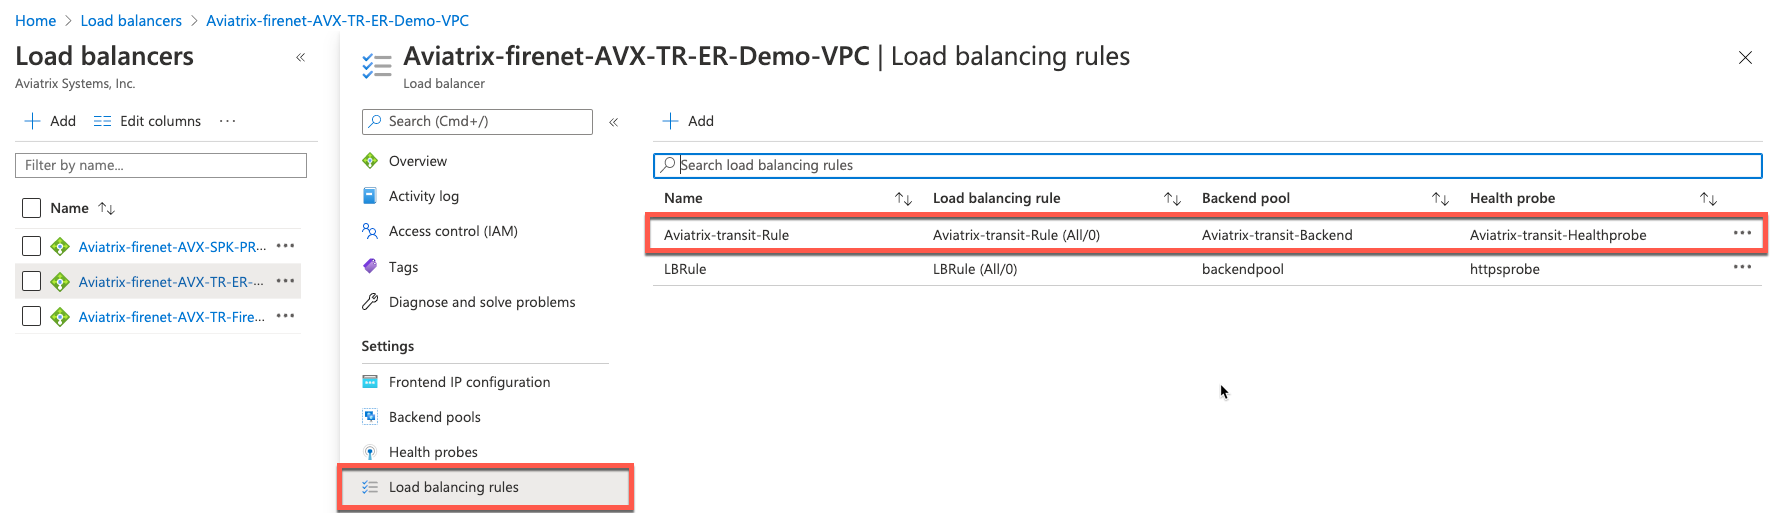 Home > Load balancers > Aviatrix-firenet-AVX-TR-ER-Demo-VPC
Load balancers
Aviatrix Systems, Inc.
Add Edit columns ...
Filter by name...
Name
Aviatrix-firenet-AVX-SPK-PR... ...
Aviatrix-firenet-AVX-TR-ER-... ...
Aviatrix-firenet-AVX-TR-Fire... ...
Aviatrix-firenet-AVX-TR-ER-Demo-VPC | Load balancing rules
Load balancer
Search (Cmd+/)
Overview
Activity log
Access control (IAM)
Tags
Diagnose and solve problems
Settings
Frontend IP configuration
Backend pools
Health probes
Load balancing rules
Add
Search load balancing rules
Name Load balancing rule Backend pool Health probe
Aviatrix-transit-Rule Aviatrix-transit-Rule (All/0) Aviatrix-transit-Backend Aviatrix-transit-Healthprobe ...
LBRule LBRule (All/0) backendpool httpsprobe ...